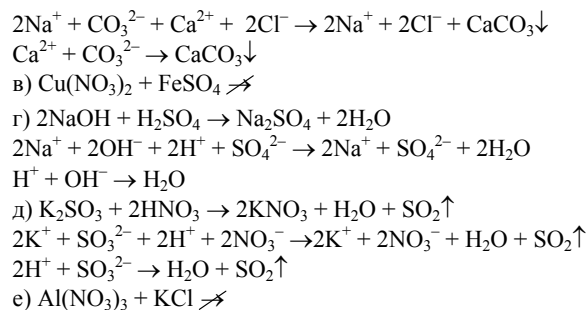 2Na⁺ + CO₃²⁻ + Ca²⁺ + 2Cl⁻ → 2Na⁺ + 2Cl⁻ + CaCO₃↓
Ca²⁺ + CO₃²⁻ → CaCO₃↓
в) Cu(NO₃)₂ + FeSO₄ ↛
г) 2NaOH + H₂SO₄ → Na₂SO₄ + 2H₂O
2Na⁺ + 2OH⁻ + 2H⁺ + SO₄²⁻ → 2Na⁺ + SO₄²⁻ + 2H₂O
H⁺ + OH⁻ → H₂O
д) K₂SO₃ + 2HNO₃ → 2KNO₃ + H₂O + SO₂↑
2K⁺ + SO₃²⁻ + 2H⁺ + 2NO₃⁻ →2K⁺ + 2NO₃⁻ + H₂O + SO₂↑
2H⁺ + SO₃²⁻ → H₂O + SO₂↑
е) Al(NO₃)₃ + KCl ↛